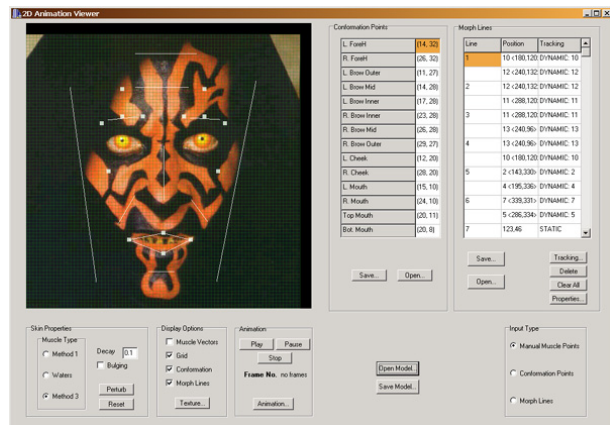 2D Animation Viewer
Conformation Points
L. ForeH (14, 32)
R. ForeH (26, 32)
L. Brow Outer (11, 27)
L. Brow Mid (14, 28)
L. Brow Inner (17, 28)
R. Brow Inner (23, 28)
R. Brow Mid (26, 28)
R. Brow Outer (29, 27)
L. Cheek (12, 20)
R. Cheek (28, 20)
L. Mouth (15, 10)
R. Mouth (24, 10)
Top Mouth (20, 11)
Bot. Mouth (20, 8)
Save... Open...
Morph Lines
Line Position Tracking
1 10 <180,120; DYNAMIC: 10
12 <240,132; DYNAMIC: 12
2 12 <240,132; DYNAMIC: 12
11 <288,120; DYNAMIC: 11
3 11 <288,120; DYNAMIC: 11
13 <240,96> DYNAMIC: 13
4 13 <240,96> DYNAMIC: 13
10 <180,120; DYNAMIC: 10
5 2 <143,330> DYNAMIC: 2
4 <195,336> DYNAMIC: 4
6 7 <339,331> DYNAMIC: 7
5 <286,334> DYNAMIC: 5
7 123,46 STATIC
Save... Tracking...
Delete
Open... Clear All
Properties...
Skin Properties
Muscle Type
Method 1
Waters
Method 3
Decay 0.1
Bulging
Perturb
Reset
Display Options
Muscle Vectors
Grid
Conformation
Morph Lines
Texture...
Animation
Play Pause
Stop
Frame No. no frames
Animation...
Open Model...
Save Model...
Input Type
Manual Muscle Points
Conformation Points
Morph Lines